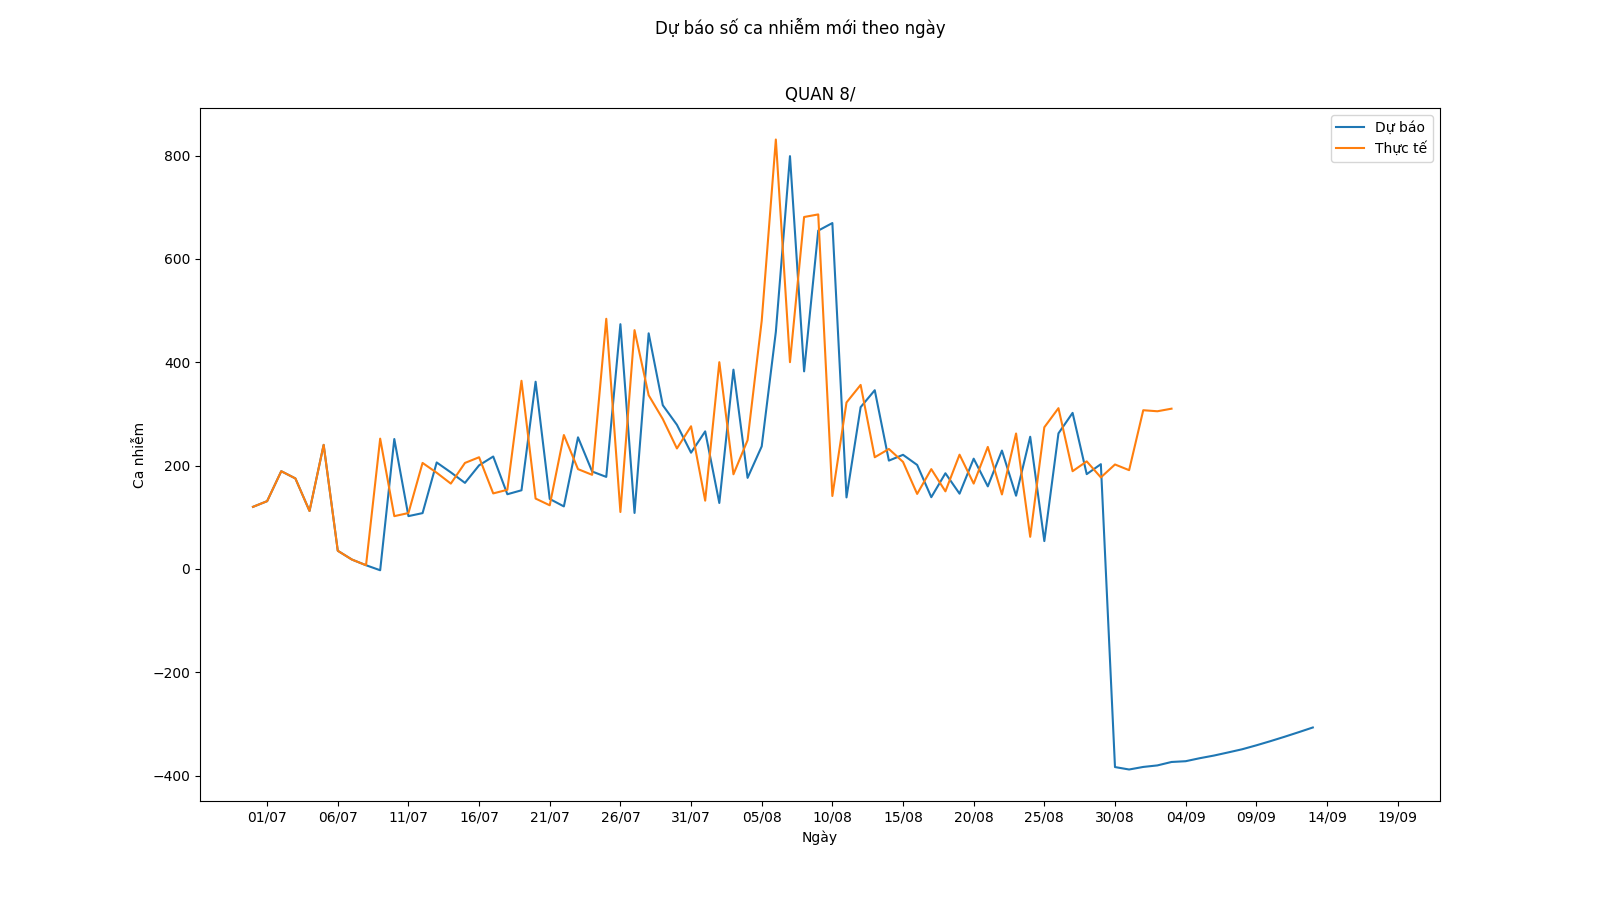 Dự báo số ca nhiễm mới theo ngày
QUAN 8/
Dự báo
Thực tế
800
600
400
200
0
−200
−400
Ca nhiễm
01/07 06/07 11/07 16/07 21/07 26/07 31/07 05/08 10/08 15/08 20/08 25/08 30/08 04/09 09/09 14/09 19/09
Ngày